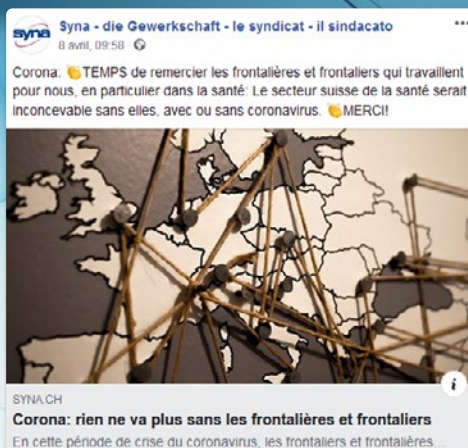 syna
Syna - die Gewerkschaft - le syndicat - il sindacato
8 avril, 09:58 ·
Corona: 👏TEMPS de remercier les frontalières et frontaliers qui travaillent
pour nous, en particulier dans la santé: Le secteur suisse de la santé serait
inconcevable sans elles, avec ou sans coronavirus. 👏MERCI!
SYNA.CH
Corona: rien ne va plus sans les frontalières et frontaliers
En cette période de crise du coronavirus, les frontaliers et frontalières...